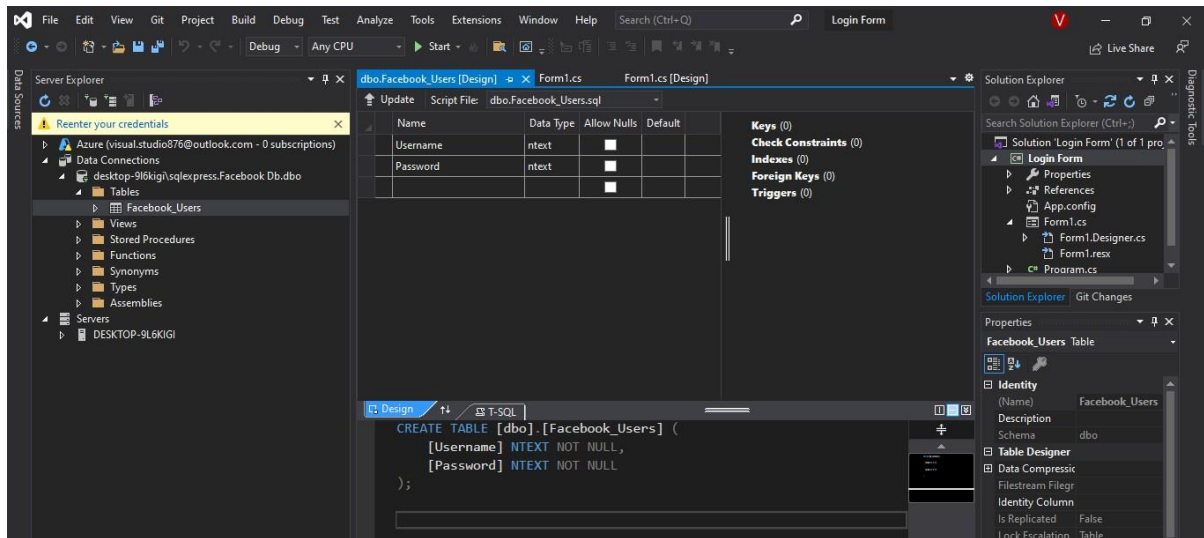 File Edit View Git Project Build Debug Test Analyze Tools Extensions Window Help Search (Ctrl+Q) Login Form V
Debug Any CPU Start Live Share
Data Sources
Server Explorer
Reenter your credentials
Azure (visual.studio876@outlook.com - 0 subscriptions)
Data Connections
desktop-9l6kigi\sqlexpress.Facebook Db.dbo
Tables
Facebook_Users
Views
Stored Procedures
Functions
Synonyms
Types
Assemblies
Servers
DESKTOP-9L6KIGI
dbo.Facebook_Users [Design] Form1.cs Form1.cs [Design]
Update Script File: dbo.Facebook_Users.sql
Name Data Type Allow Nulls Default
Username ntext
Password ntext
Keys (0)
Check Constraints (0)
Indexes (0)
Foreign Keys (0)
Triggers (0)
Design T-SQL
CREATE TABLE [dbo].[Facebook_Users] (
[Username] NTEXT NOT NULL,
[Password] NTEXT NOT NULL
);
Solution Explorer
Search Solution Explorer (Ctrl+;)
Solution 'Login Form' (1 of 1 pro
C# Login Form
Properties
References
App.config
Form1.cs
Form1.Designer.cs
Form1.resx
C# Program.cs
Solution Explorer Git Changes
Properties
Facebook_Users Table
Identity
(Name) Facebook_Users
Description
Schema dbo
Table Designer
Data Compressic
Filestream Filegr
Identity Column
Is Replicated False
Lock Escalation Table
Diagnostic Tools